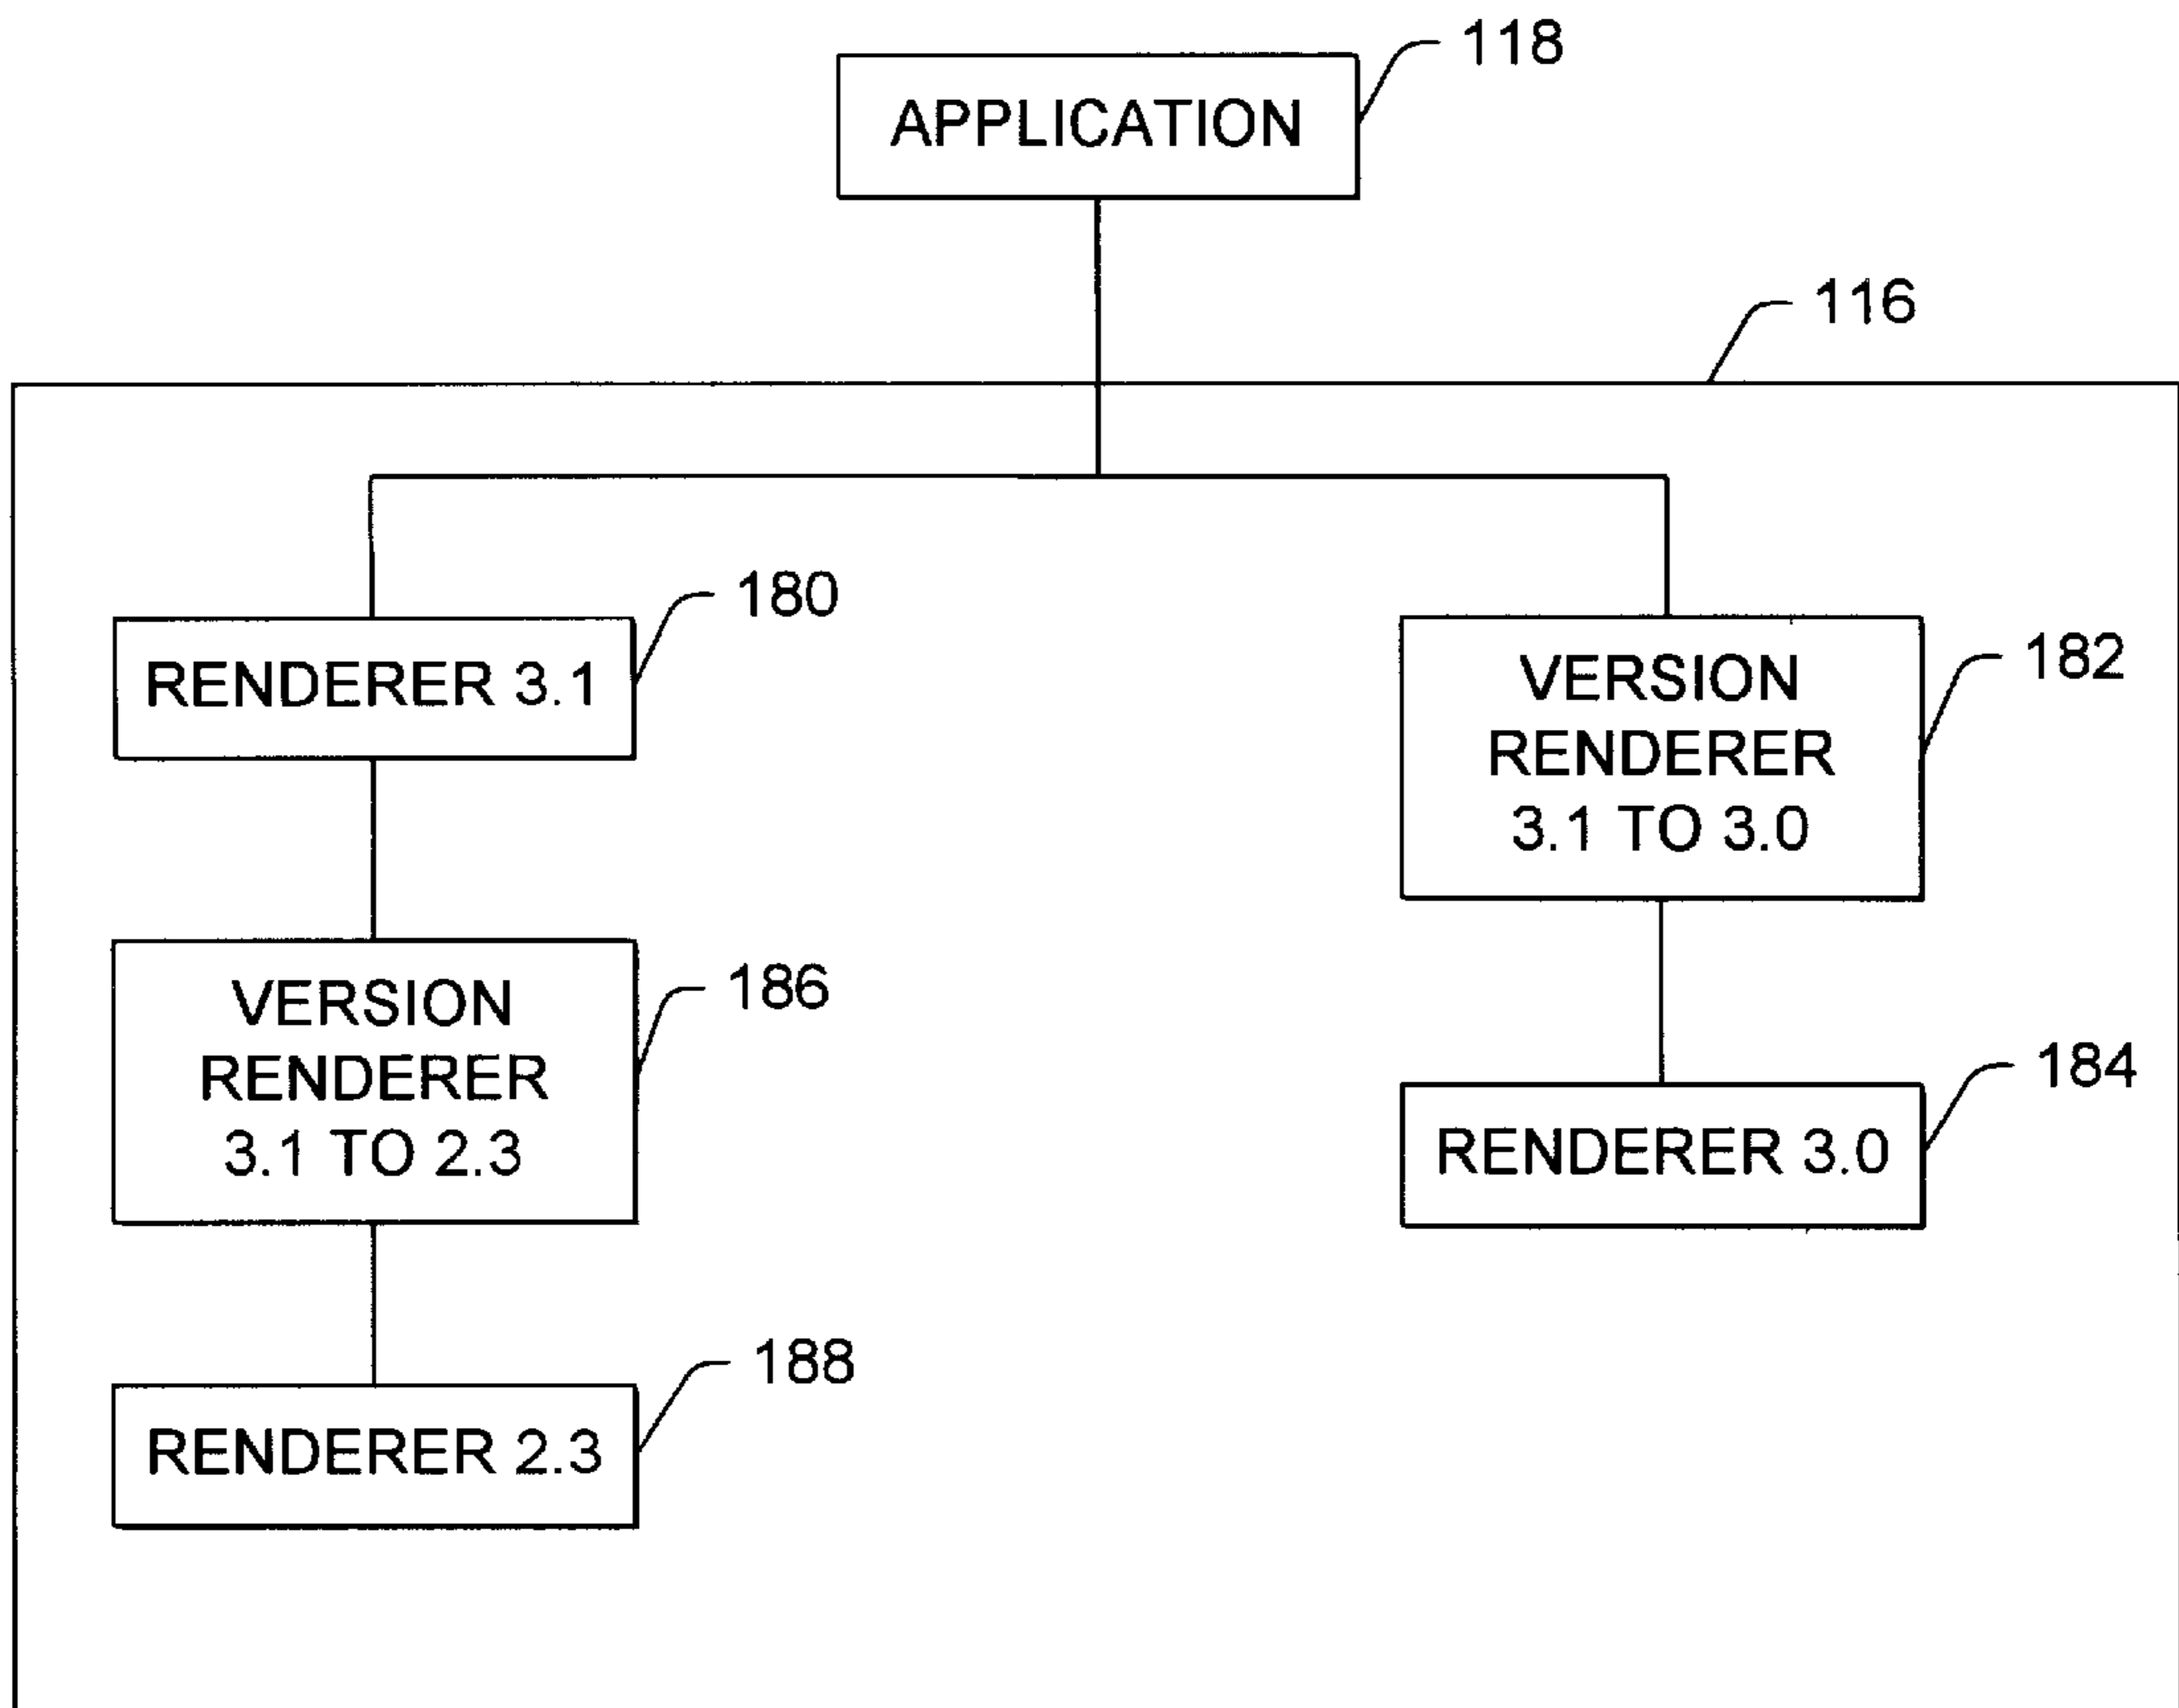 118
APPLICATION
116
180
RENDERER 3.1
182
VERSION
RENDERER
3.1 TO 3.0
186
VERSION
RENDERER
3.1 TO 2.3
184
RENDERER 3.0
188
RENDERER 2.3